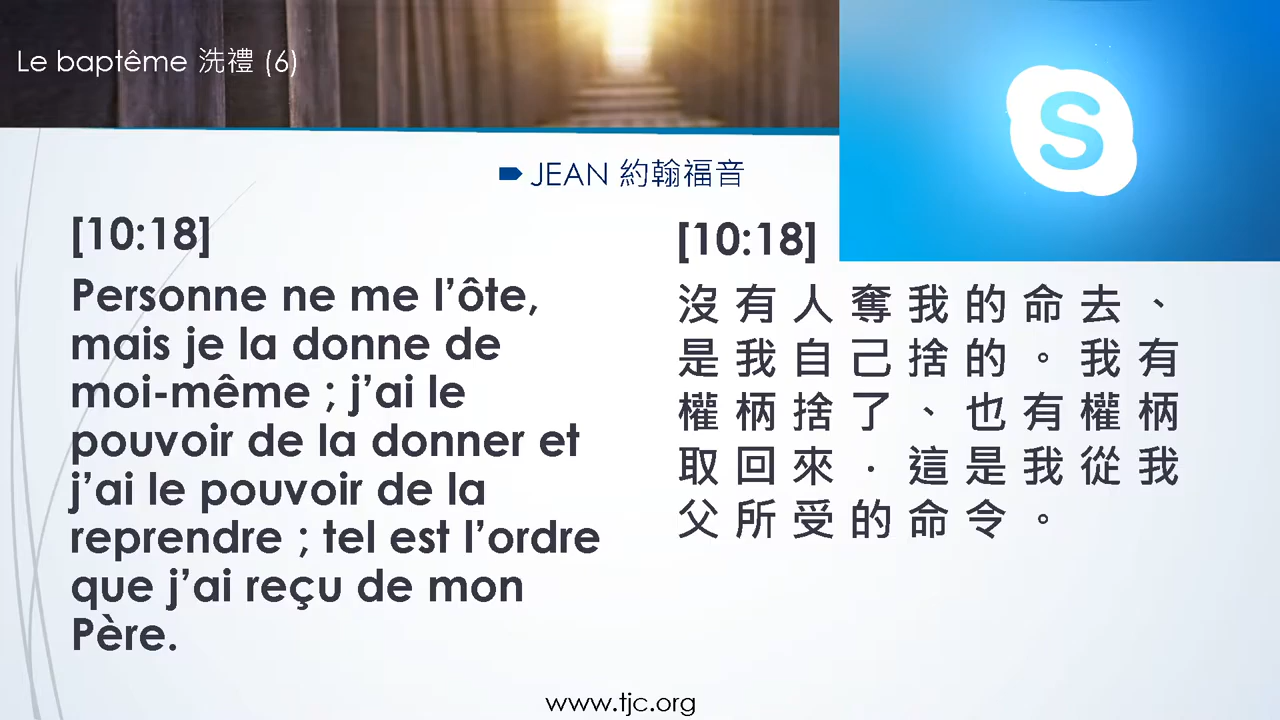 Le baptême 洗禮 (6)
JEAN 約翰福音
[10:18]
Personne ne me l’ôte,
mais je la donne de
moi-même ; j’ai le
pouvoir de la donner et
j’ai le pouvoir de la
reprendre ; tel est l’ordre
que j’ai reçu de mon
Père.
[10:18]
沒有人奪我的命去、
是我自己捨的。我有
權柄捨了、也有權柄
取回來．這是我從我
父所受的命令。
S
www.tjc.org